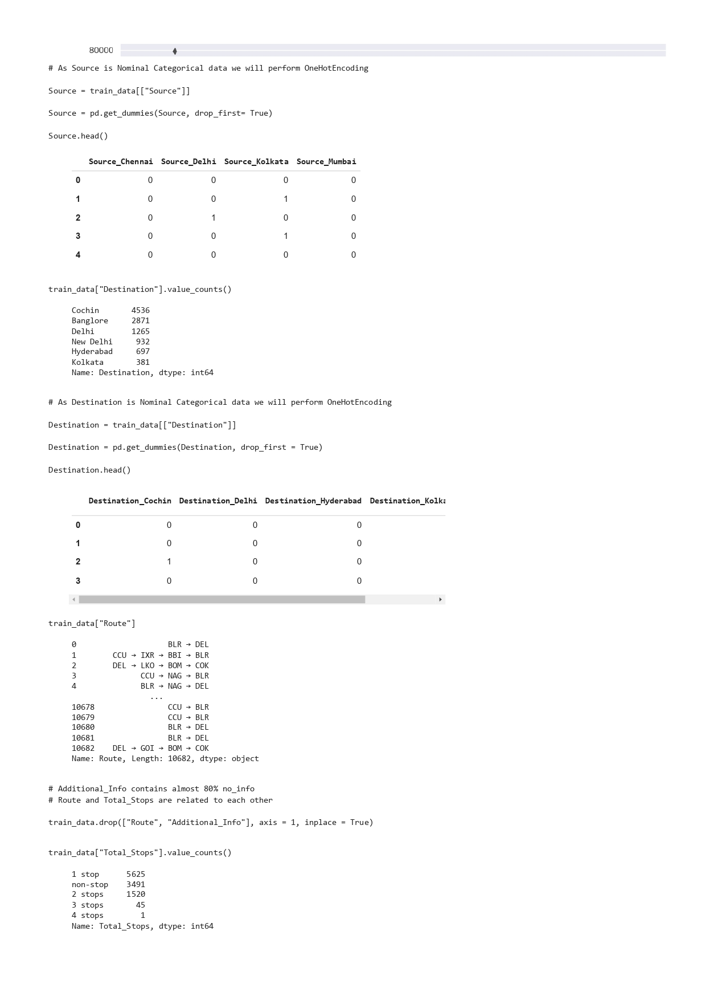 80000
# As Source is Nominal Categorical data we will perform OneHotEncoding
Source = train_data[["Source"]]
Source = pd.get_dummies(Source, drop_first= True)
Source.head()
Source_Chennai Source_Delhi Source_Kolkata Source_Mumbai
0 0 0 0 0
1 0 0 1 0
2 0 1 0 0
3 0 0 1 0
4 0 0 0 0
train_data["Destination"].value_counts()
Cochin 4536
Banglore 2871
Delhi 1265
New Delhi 932
Hyderabad 697
Kolkata 381
Name: Destination, dtype: int64
# As Destination is Nominal Categorical data we will perform OneHotEncoding
Destination = train_data[["Destination"]]
Destination = pd.get_dummies(Destination, drop_first = True)
Destination.head()
Destination_Cochin Destination_Delhi Destination_Hyderabad Destination_Kolka
0 0 0 0
1 0 0 0
2 1 0 0
3 0 0 0
train_data["Route"]
0 BLR → DEL
1 CCU → IXR → BBI → BLR
2 DEL → LKO → BOM → COK
3 CCU → NAG → BLR
4 BLR → NAG → DEL
...
10678 CCU → BLR
10679 CCU → BLR
10680 BLR → DEL
10681 BLR → DEL
10682 DEL → GOI → BOM → COK
Name: Route, Length: 10682, dtype: object
# Additional_Info contains almost 80% no_info
# Route and Total_Stops are related to each other
train_data.drop(["Route", "Additional_Info"], axis = 1, inplace = True)
train_data["Total_Stops"].value_counts()
1 stop 5625
non-stop 3491
2 stops 1520
3 stops 45
4 stops 1
Name: Total_Stops, dtype: int64